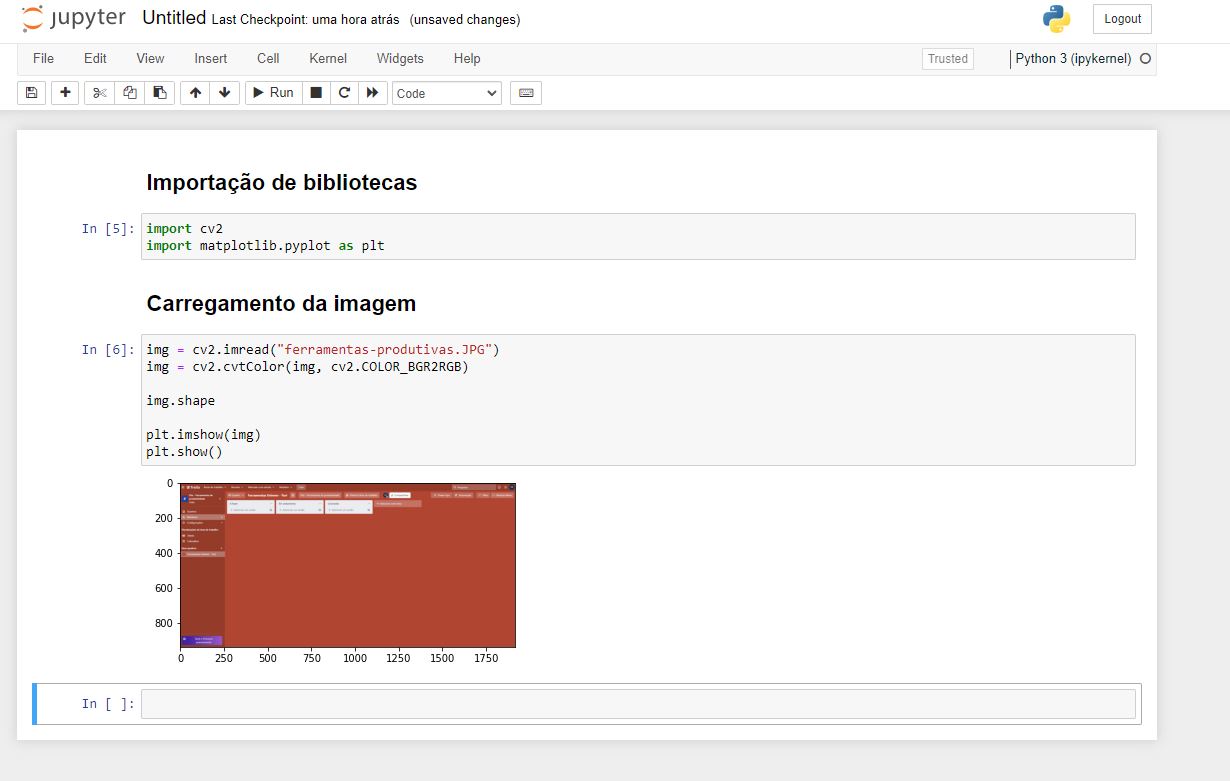 jupyter Untitled Last Checkpoint: uma hora atrás (unsaved changes) Logout
File Edit View Insert Cell Kernel Widgets Help Trusted Python 3 (ipykernel)
Run Code
Importação de bibliotecas
In [5]: import cv2
import matplotlib.pyplot as plt
Carregamento da imagem
In [6]: img = cv2.imread("ferramentas-produtivas.JPG")
img = cv2.cvtColor(img, cv2.COLOR_BGR2RGB)
img.shape
plt.imshow(img)
plt.show()
0
200
400
600
800
0 250 500 750 1000 1250 1500 1750
In [ ]: